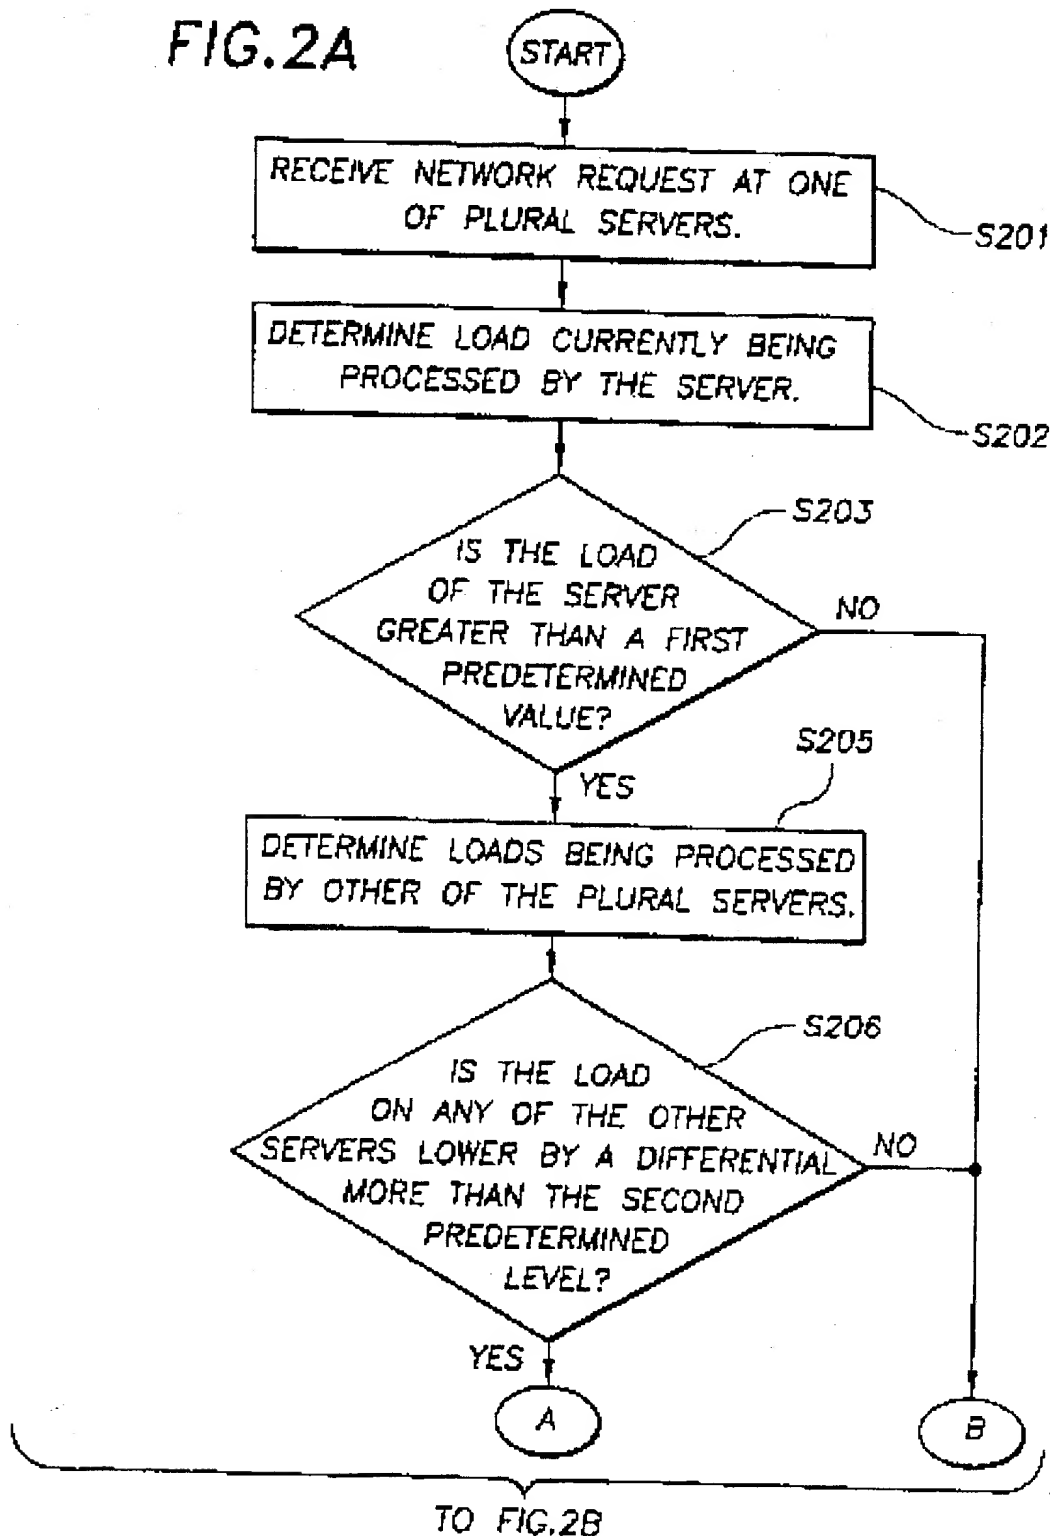 FIG.2A
START
RECEIVE NETWORK REQUEST AT ONE
OF PLURAL SERVERS.
S201
DETERMINE LOAD CURRENTLY BEING
PROCESSED BY THE SERVER.
S202
S203
IS THE LOAD
OF THE SERVER
GREATER THAN A FIRST
PREDETERMINED
VALUE?
NO
YES
S205
DETERMINE LOADS BEING PROCESSED
BY OTHER OF THE PLURAL SERVERS.
S206
IS THE LOAD
ON ANY OF THE OTHER
SERVERS LOWER BY A DIFFERENTIAL
MORE THAN THE SECOND
PREDETERMINED
LEVEL?
NO
YES
A
B
TO FIG.2B